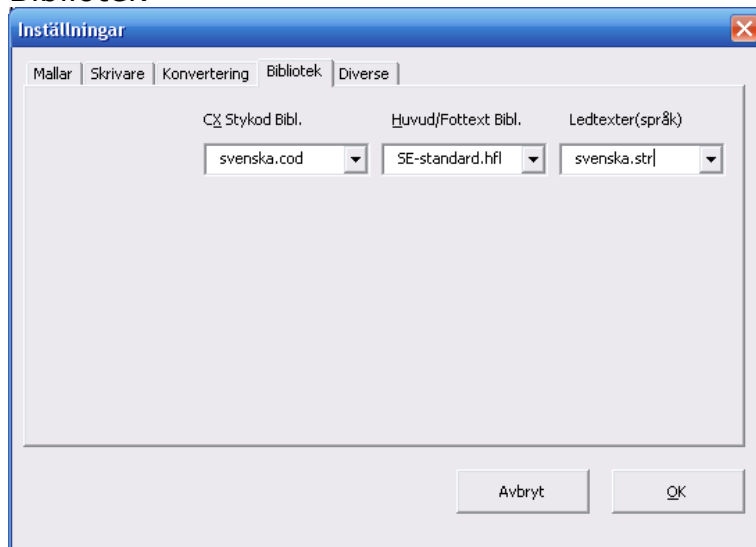 Bibliotek
Inställningar
Mallar Skrivare Konvertering Bibliotek Diverse
CX Stykod Bibl. Huvud/Fottext Bibl. Ledtexter(språk)
svenska.cod SE-standard.hfl svenska.str
Avbryt OK